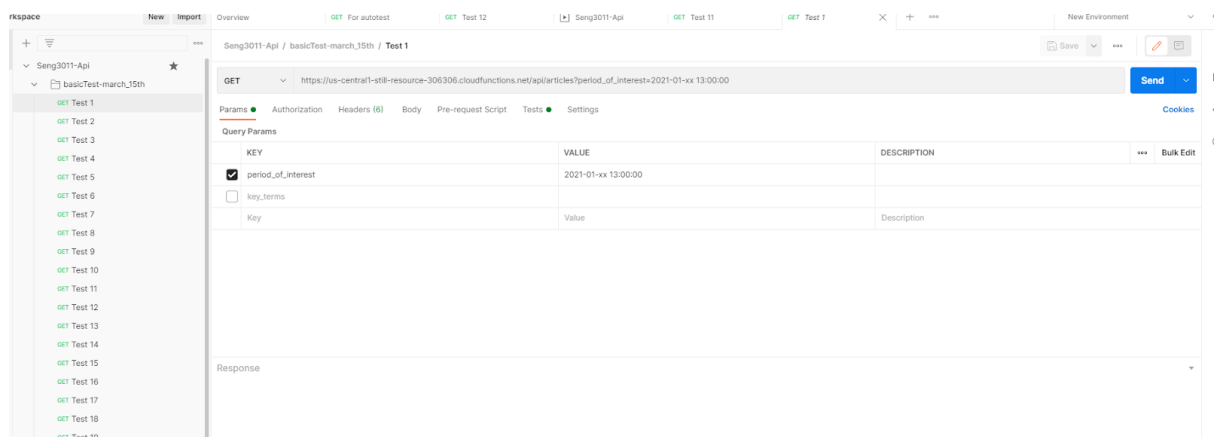 rkspace New Import Overview GET For autotest GET Test 12 Seng3011-Api GET Test 11 GET Test 1 New Environment
Seng3011-Api / basicTest-march_15th / Test 1 Save
Seng3011-Api
GET https://us-central1-still-resource-306306.cloudfunctions.net/api/articles?period_of_interest=2021-01-xx 13:00:00 Send
basicTest-march_15th
GET Test 1
Params Authorization Headers (6) Body Pre-request Script Tests Settings Cookies
GET Test 2
Query Params
GET Test 3
KEY VALUE DESCRIPTION Bulk Edit
GET Test 4
period_of_interest 2021-01-xx 13:00:00
GET Test 5
key_terms
GET Test 6
Key Value Description
GET Test 7
GET Test 8
GET Test 9
GET Test 10
GET Test 11
GET Test 12
GET Test 13
GET Test 14
GET Test 15
Response
GET Test 16
GET Test 17
GET Test 18
GET Test 19